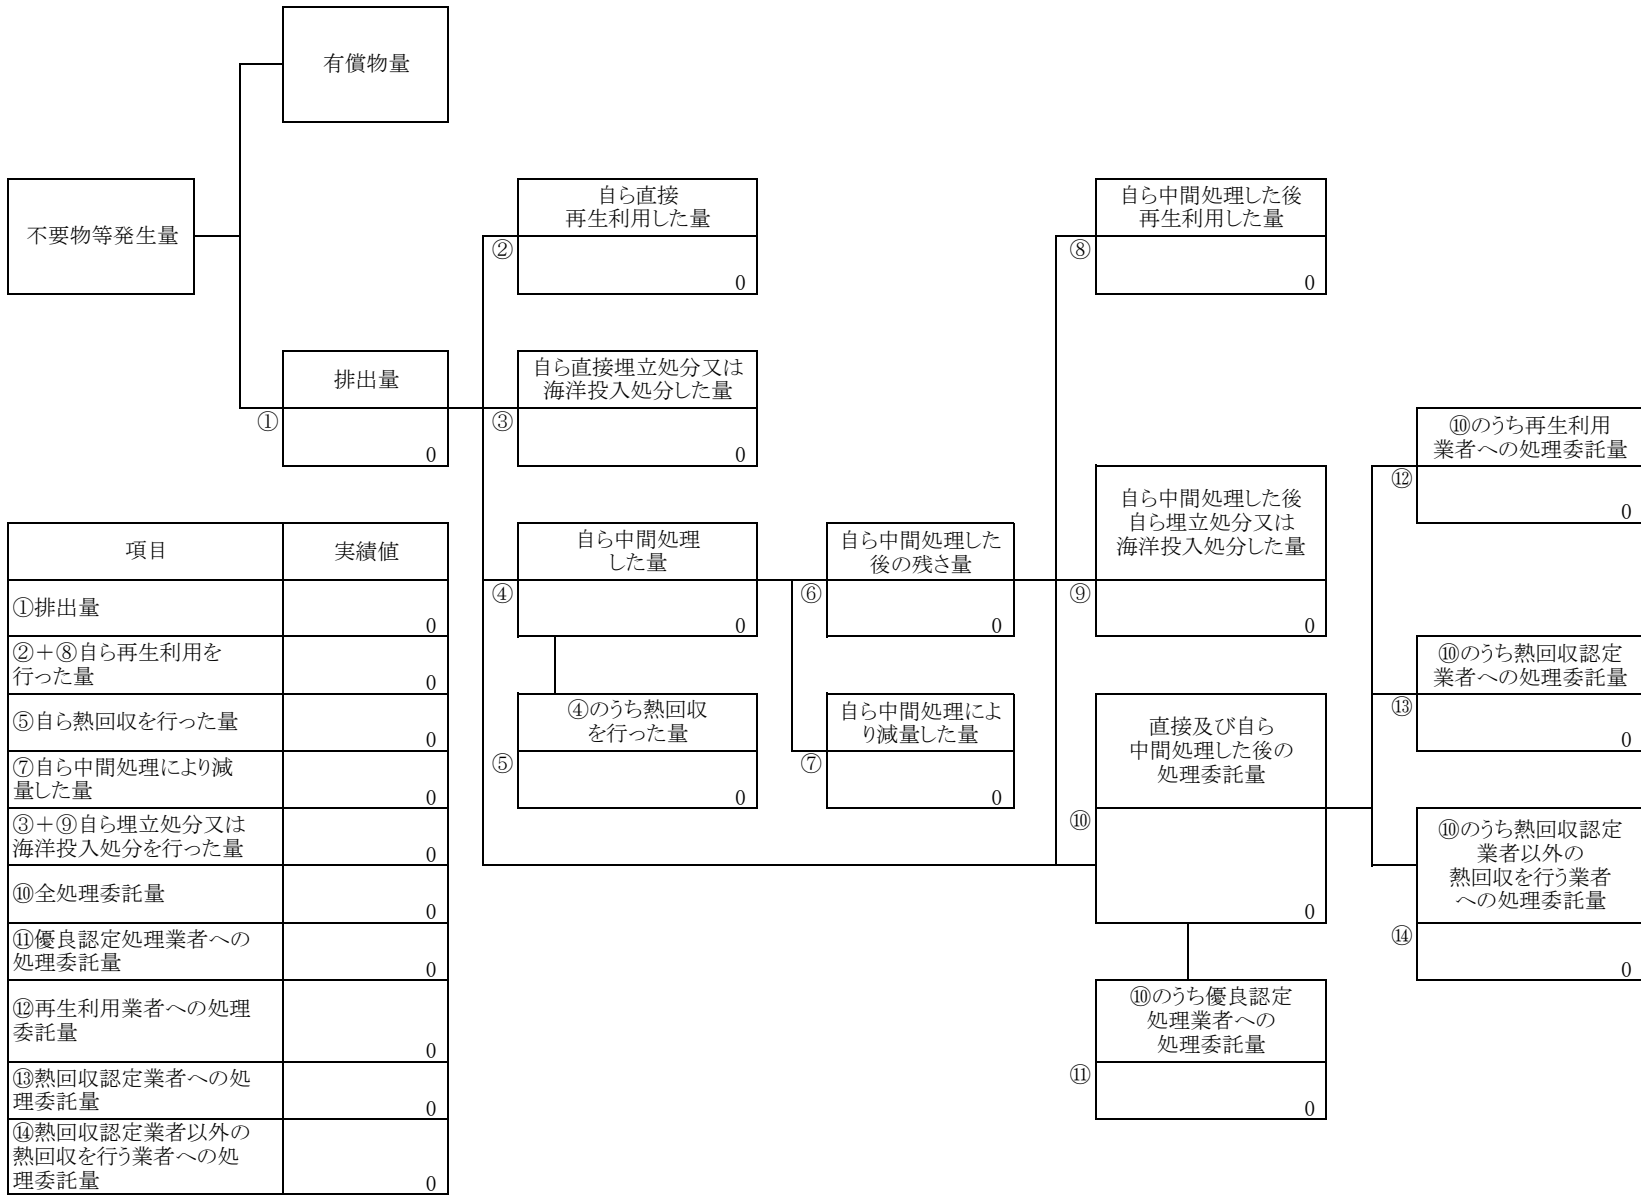 有償物量
不要物等発生量
排出量
①
0
自ら直接
再生利用した量
②
0
自ら直接埋立処分又は
海洋投入処分した量
③
0
自ら中間処理
した量
④
0
④のうち熱回収
を行った量
⑤
0
自ら中間処理した
後の残さ量
⑥
0
自ら中間処理によ
り減量した量
⑦
0
自ら中間処理した後
再生利用した量
⑧
0
自ら中間処理した後
自ら埋立処分又は
海洋投入処分した量
⑨
0
直接及び自ら
中間処理した後の
処理委託量
⑩
0
⑩のうち優良認定
処理業者への
処理委託量
⑪
0
⑩のうち再生利用
業者への処理委託量
⑫
0
⑩のうち熱回収認定
業者への処理委託量
⑬
0
⑩のうち熱回収認定
業者以外の
熱回収を行う業者
への処理委託量
⑭
0
項目 実績値
①排出量
0
②＋⑧自ら再生利用を
行った量
0
⑤自ら熱回収を行った量
0
⑦自ら中間処理により減
量した量
0
③＋⑨自ら埋立処分又は
海洋投入処分を行った量
0
⑩全処理委託量
0
⑪優良認定処理業者への
処理委託量
0
⑫再生利用業者への処理
委託量
0
⑬熱回収認定業者への処
理委託量
0
⑭熱回収認定業者以外の
熱回収を行う業者への処
理委託量
0